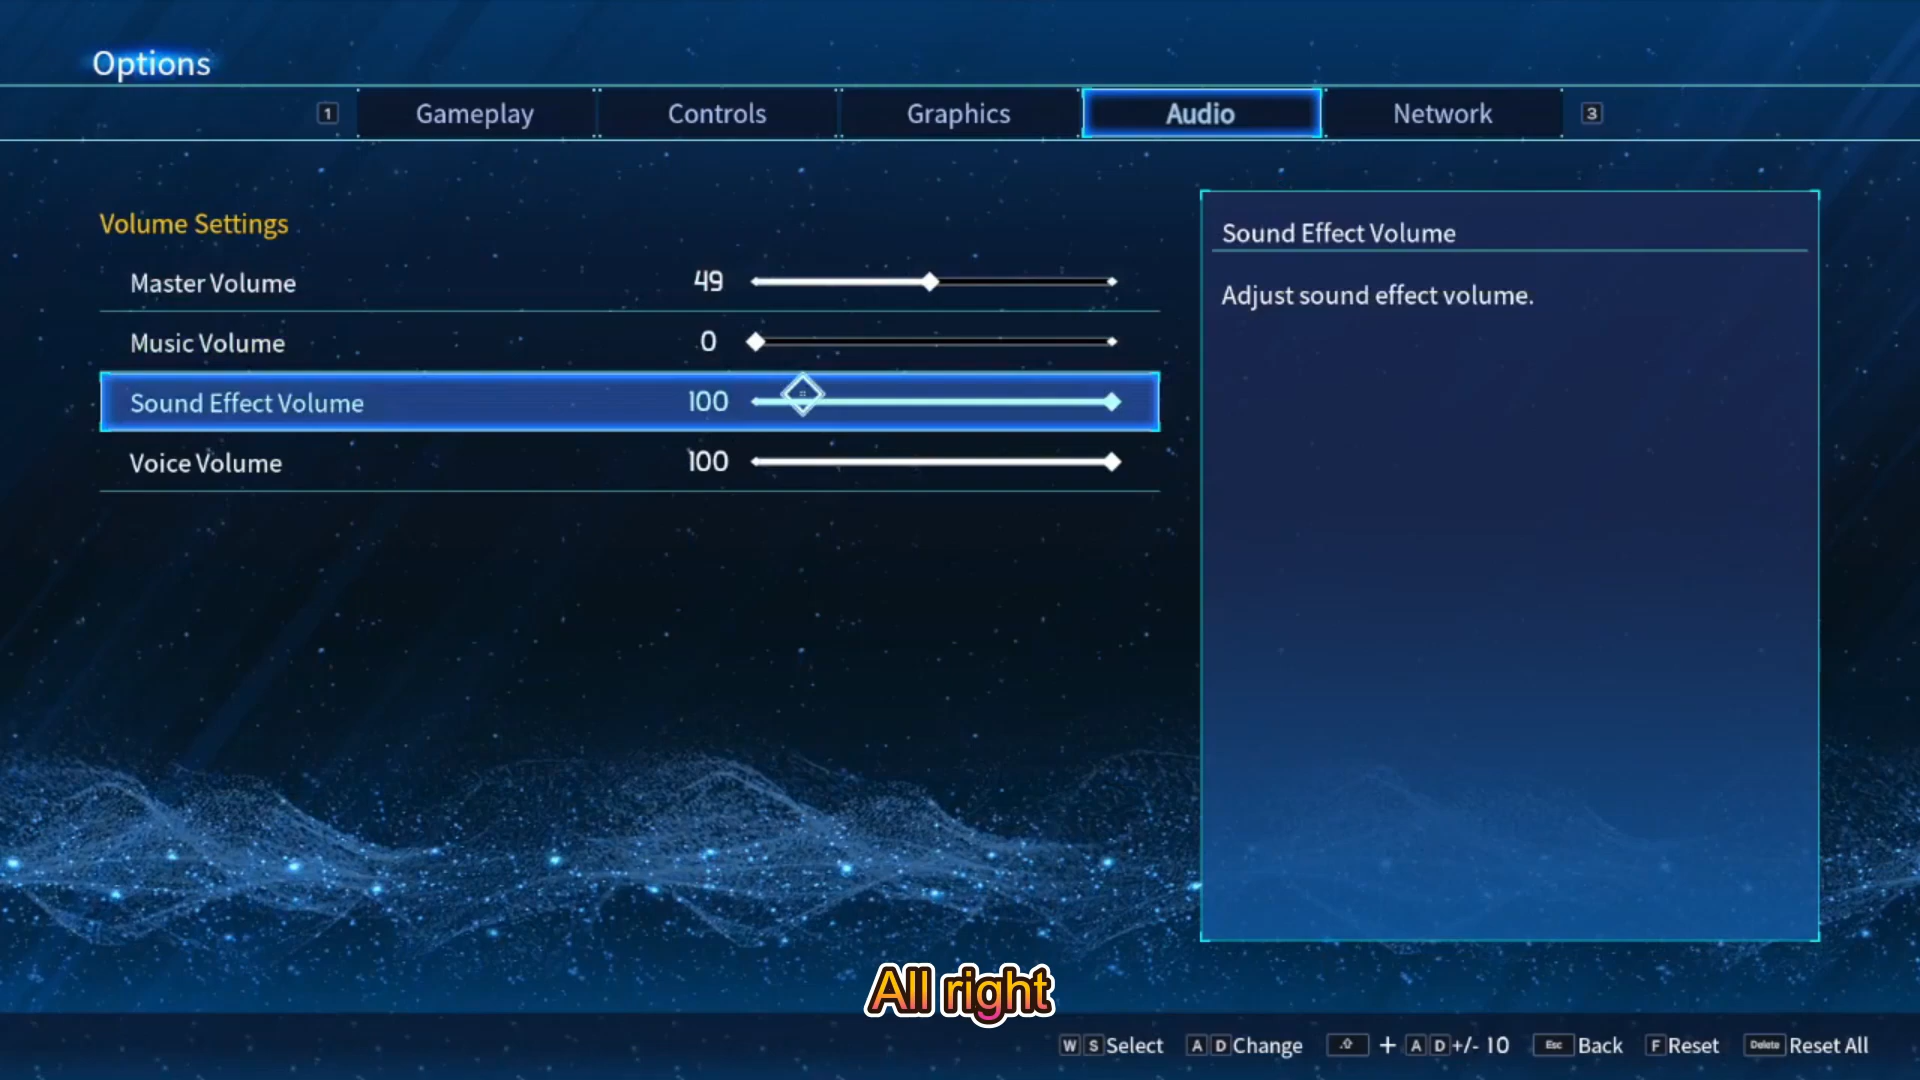 Options
1 Gameplay Controls Graphics Audio Network 3
Volume Settings
Master Volume 49
Music Volume 0
Sound Effect Volume 100
Voice Volume 100
Sound Effect Volume
Adjust sound effect volume.
All right
W S Select A D Change ⇧ + A D +/- 10 Esc Back F Reset Delete Reset All